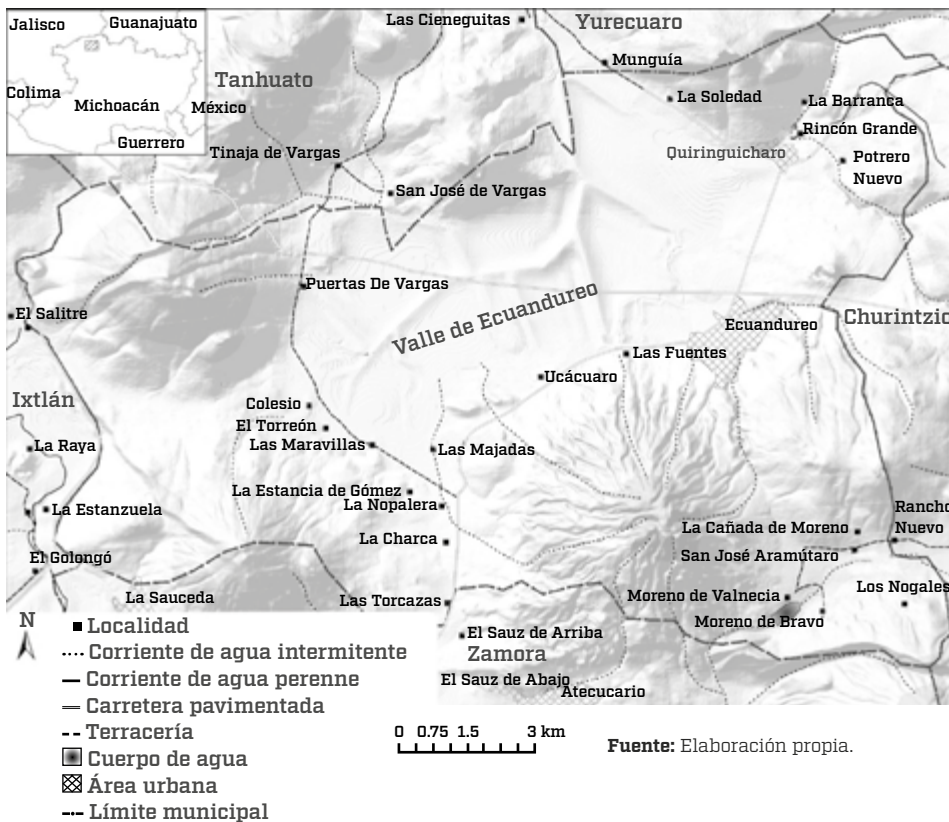 Las Cieneguitas
Yurecuaro
Jalisco
Guanajuato
Munguía
Tanhuato
Colima
La Soledad
La Barranca
Michoacán
México
Rincón Grande
Guerrero
Tinaja de Vargas
Quiringuicharo
Potrero
Nuevo
San José de Vargas
Puertas De Vargas
El Salitre
Valle de Ecuandureo
Ecuandureo
Churintzio
Las Fuentes
Ucácuaro
Ixtlán
Colesio
El Torreón
La Raya
Las Maravillas
Las Majadas
La Estancia de Gómez
La Nopalera
La Estanzuela
Rancho
Nuevo
La Cañada de Moreno
La Charca
San José Aramútaro
El Golongó
Los Nogales
La Sauceda
Las Torcazas
Moreno de Valnecia
Moreno de Bravo
El Sauz de Arriba
Zamora
El Sauz de Abajo
Atecucario
N
Localidad
Corriente de agua intermitente
Corriente de agua perenne
Carretera pavimentada
Terracería
Cuerpo de agua
Área urbana
Límite municipal
0 0.75 1.5 3 km
Fuente: Elaboración propia.